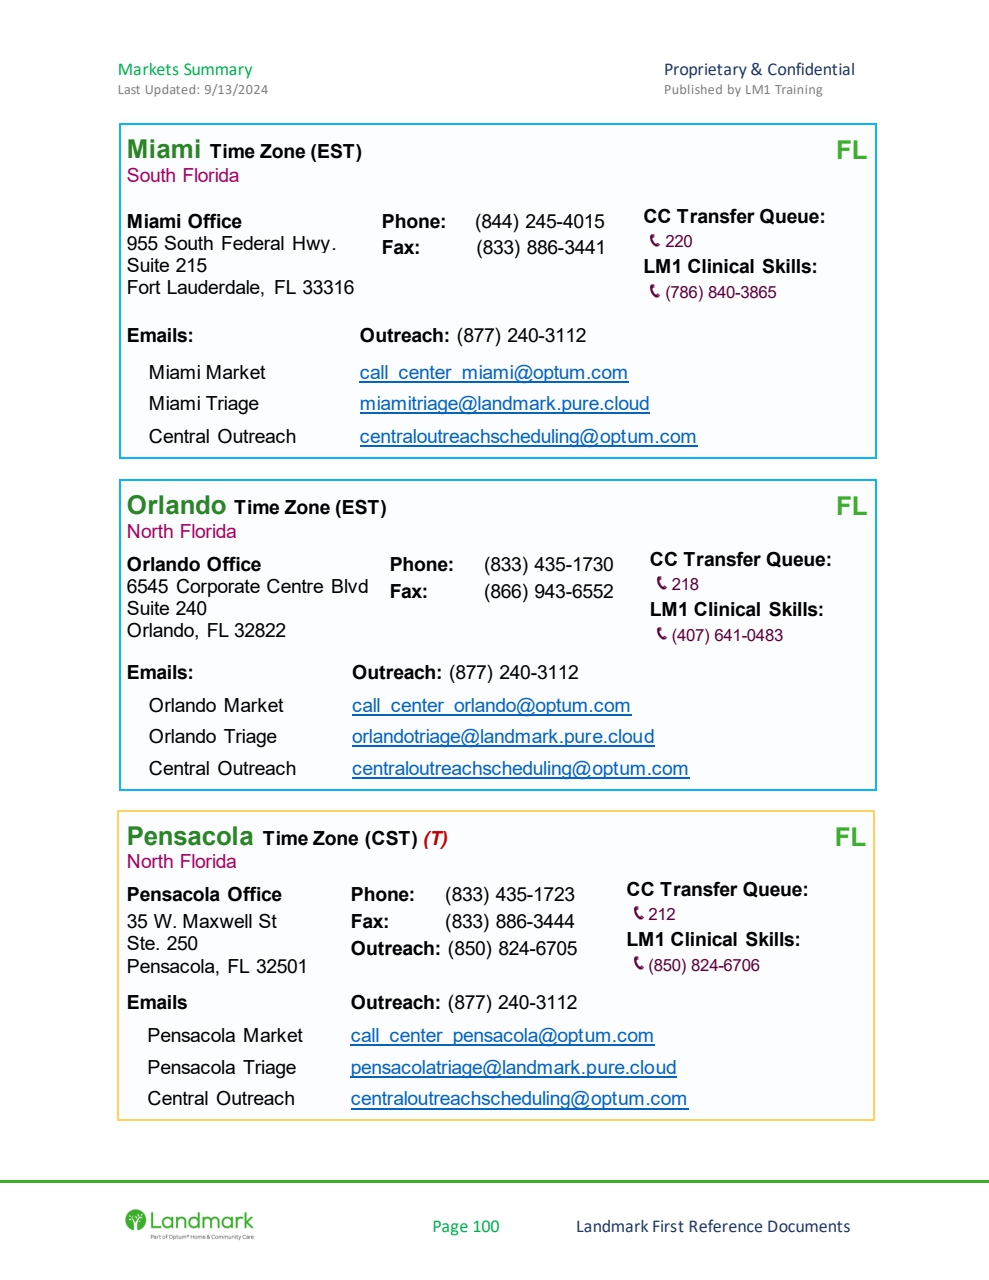 Markets Summary Proprietary & Confidential
Last Updated: 9/13/2024 Published by LM1 Training
Miami Time Zone (EST) FL
South Florida
Miami Office Phone: (844) 245-4015 CC Transfer Queue:
955 South Federal Hwy. Fax: (833) 886-3441 220
Suite 215 LM1 Clinical Skills:
Fort Lauderdale, FL 33316 (786) 840-3865
Emails: Outreach: (877) 240-3112
Miami Market call_center_miami@optum.com
Miami Triage miamitriage@landmark.pure.cloud
Central Outreach centraloutreachscheduling@optum.com
Orlando Time Zone (EST) FL
North Florida
Orlando Office Phone: (833) 435-1730 CC Transfer Queue:
6545 Corporate Centre Blvd Fax: (866) 943-6552 218
Suite 240 LM1 Clinical Skills:
Orlando, FL 32822 (407) 641-0483
Emails: Outreach: (877) 240-3112
Orlando Market call_center_orlando@optum.com
Orlando Triage orlandotriage@landmark.pure.cloud
Central Outreach centraloutreachscheduling@optum.com
Pensacola Time Zone (CST) (T) FL
North Florida
Pensacola Office Phone: (833) 435-1723 CC Transfer Queue:
35 W. Maxwell St Fax: (833) 886-3444 212
Ste. 250 Outreach: (850) 824-6705 LM1 Clinical Skills:
Pensacola, FL 32501 (850) 824-6706
Emails Outreach: (877) 240-3112
Pensacola Market call_center_pensacola@optum.com
Pensacola Triage pensacolatriage@landmark.pure.cloud
Central Outreach centraloutreachscheduling@optum.com
Landmark Page 100 Landmark First Reference Documents
Part of Optum® Home & Community Care